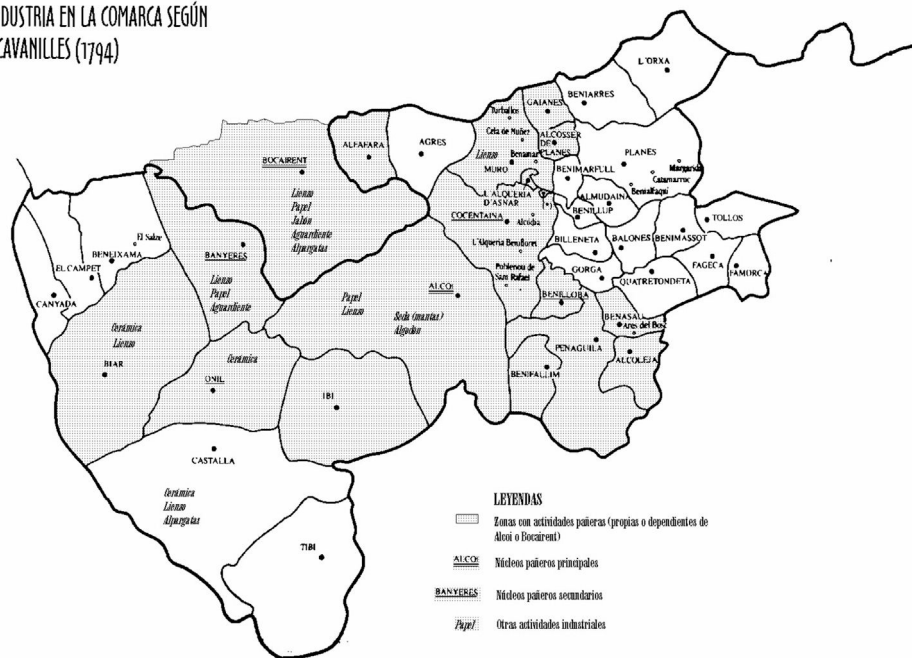 DUSTRIA EN LA COMARCA SEGÚN
CAVANILLES (1794)
L'ORXA
BENIARRES
GAIANES
Turballos
Cela de Nuñez
ALCOSSER
DE
PLANES
ALFAFARA
AGRES
Lienzo
Benamer
MURO
PLANES
Margarida
Catamarruc
Benialfaquí
BENIMARFULL
BOCAIRENT
Lienzo
Papel
Jabón
Aguardiente
Alpargatas
L'ALQUERIA
D'ASNAR
(*)
ALMUDAINA
BENILLUP
COCENTAINA
Alcúdia
TOLLOS
El Salze
BENEIXAMA
BANYERES
L'Alqueria Benifloret
BILLENETA
BALONES
BENIMASSOT
EL CAMPET
GORGA
FAGECA
FAMORCA
Poblenou de
Sant Rafael
QUATRETONDETA
CANYADA
Lienzo
Papel
Aguardiente
Papel
Lienzo
ALCOI
Seda (mantas)
Algodón
BENILLOBA
BENASAU
Ares del Bosc
Cerámica
Lienzo
PENAGUILA
ALCOLEJA
BIAR
Cerámica
ONIL
IBI
BENIFALLIM
CASTALLA
Cerámica
Lienzo
Alpargatas
TIBI
LEYENDAS
Zonas con actividades pañeras (propias o dependientes de
Alcoi o Bocairent)
ALCOI Núcleos pañeros principales
BANYERES Núcleos pañeros secundarios
Papel Otras actividades industriales